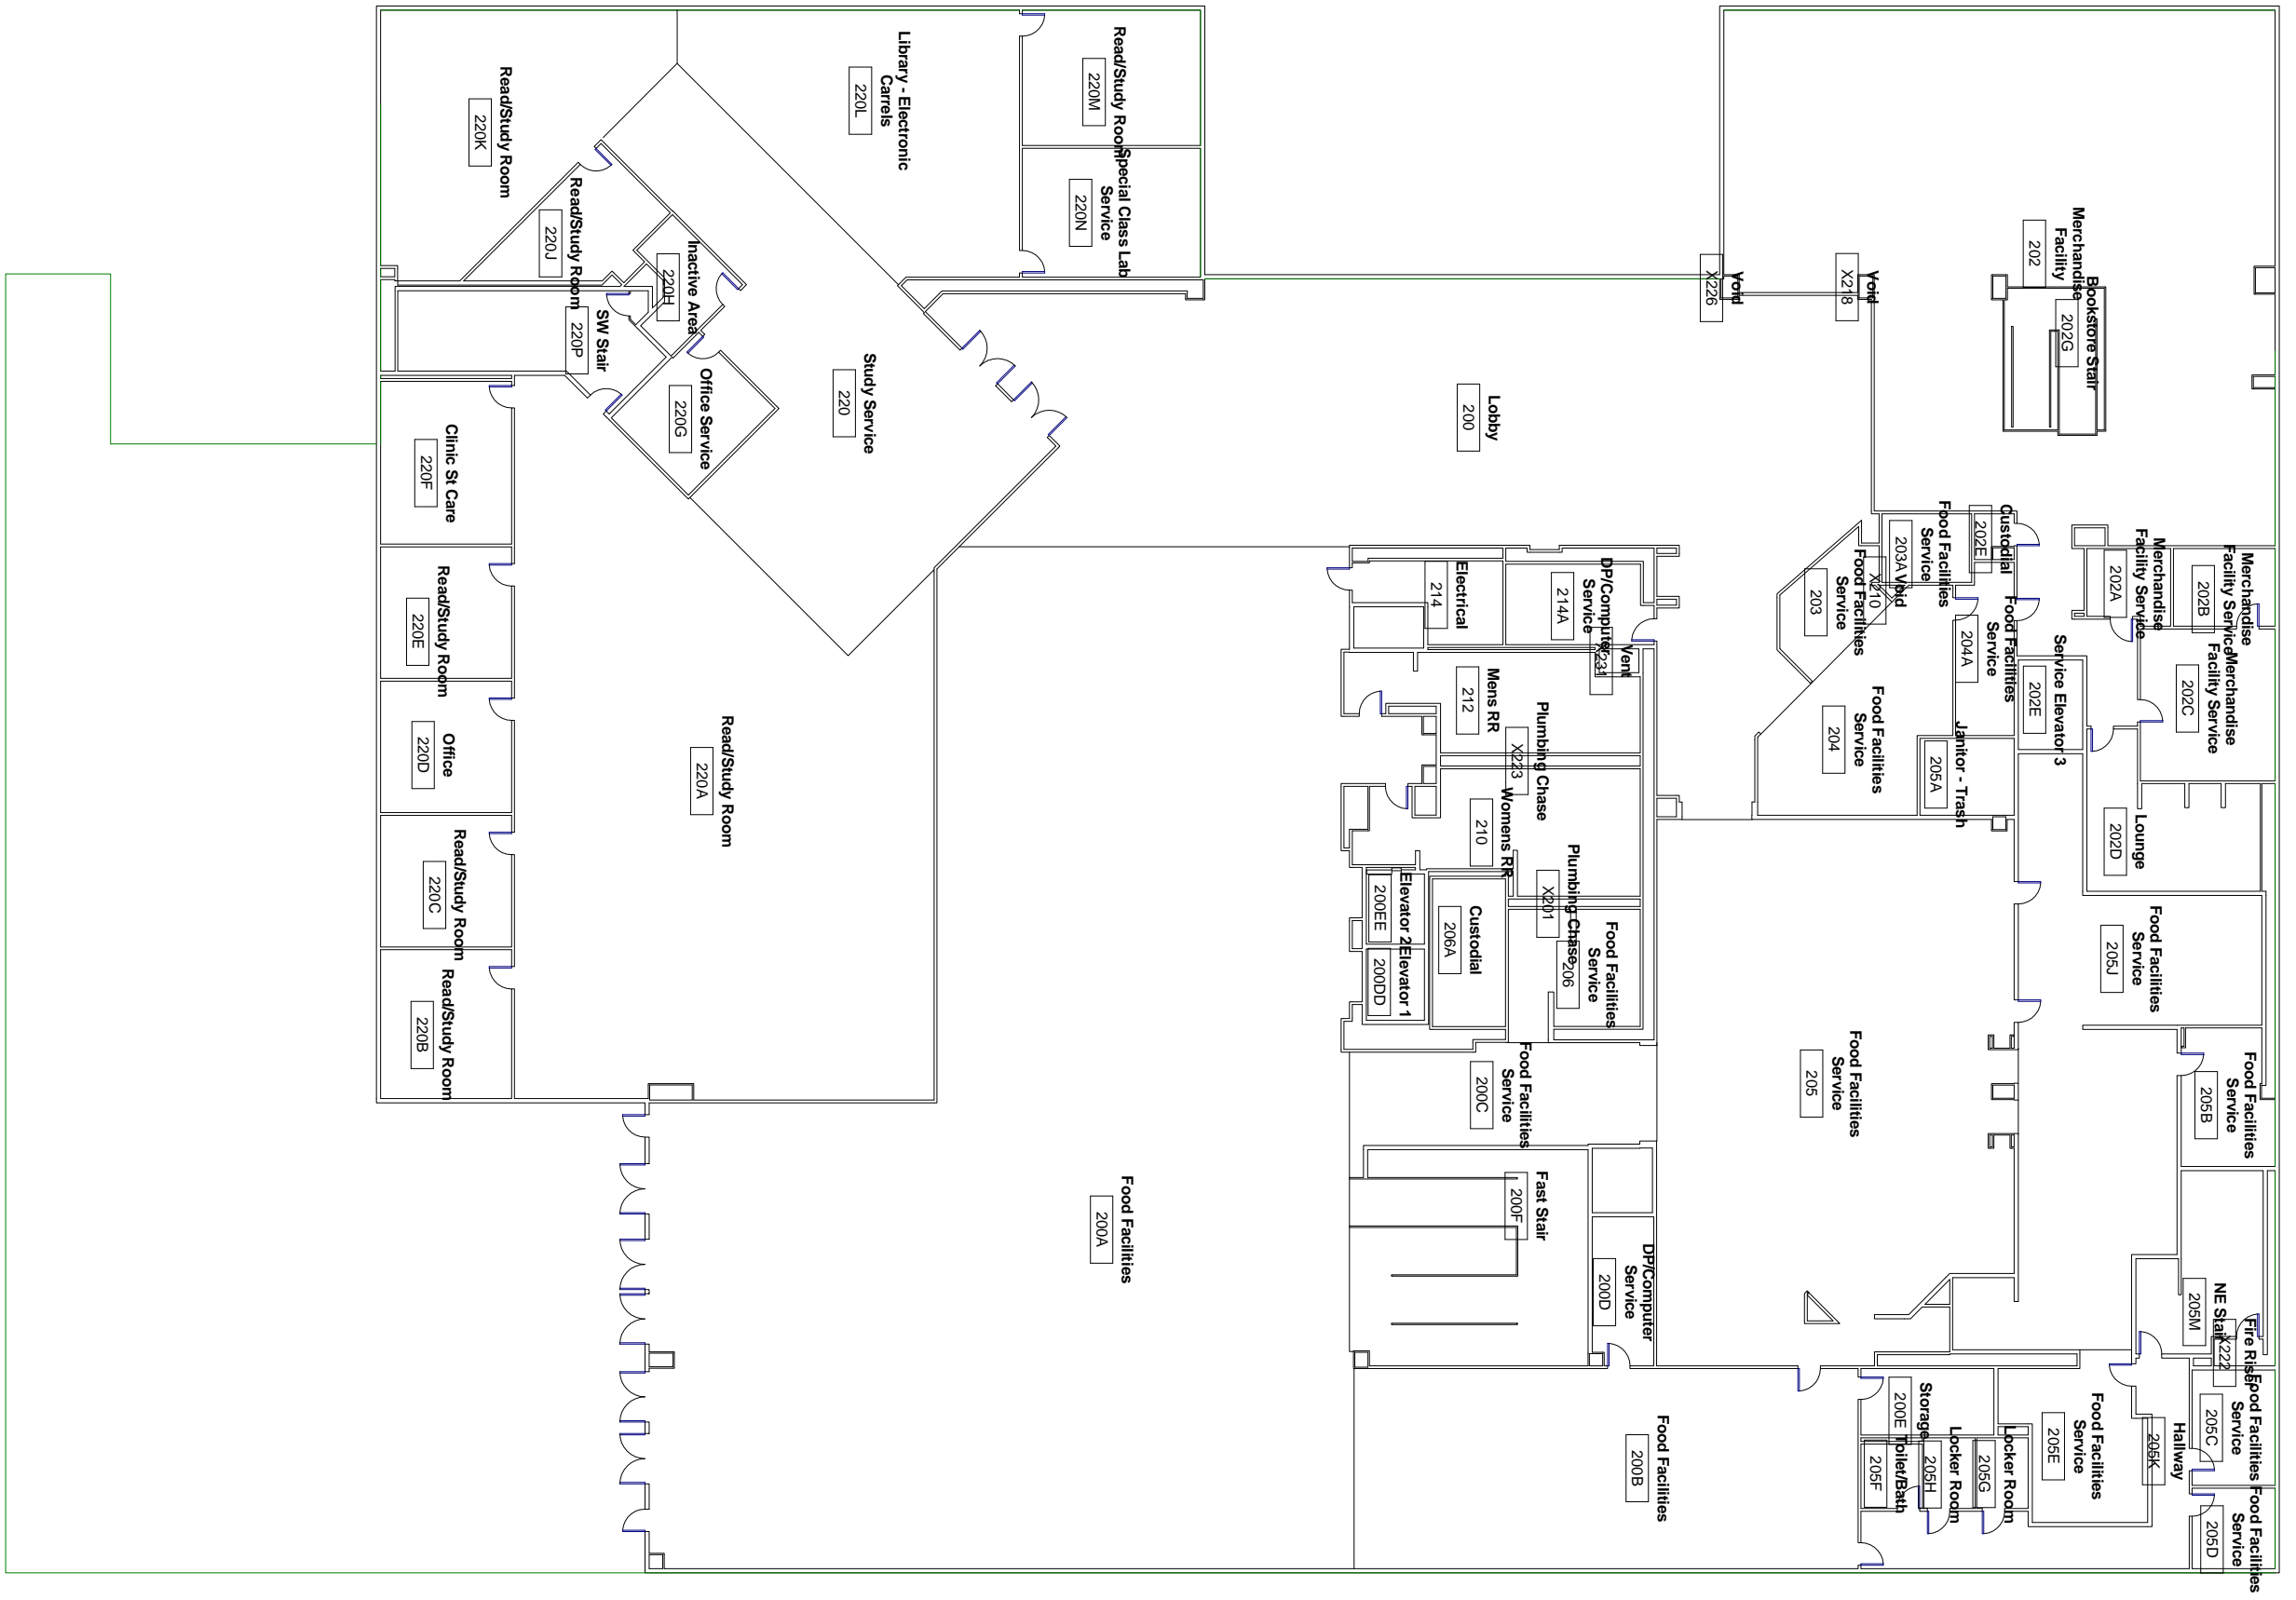 Read/Study Room
220K
Library - Electronic
Carrels
220L
Read/Study Room
220M
Special Class Lab
Service
220N
Read/Study Room
220J
Inactive Area
220H
SW Stair
220P
Office Service
220G
Study Service
220
Clinic St Care
220F
Read/Study Room
220E
Office
220D
Read/Study Room
220C
Read/Study Room
220B
Read/Study Room
220A
Lobby
200
Void
X226
Void
X218
Merchandise
Facility
202
Bookstore Stair
202G
Custodial
202E
Food Facilities
Service
203A
Void
X210
Food Facilities
Service
203
Food Facilities
Service
204A
Food Facilities
Service
204
Janitor - Trash
205A
Service Elevator 3
202E
Merchandise
Facility Service
202A
Merchandise
Facility Service
202B
Merchandise
Facility Service
202C
Lounge
202D
Electrical
214
DP/Computer
Service
214A
Vent
X231
Mens RR
212
Plumbing Chase
X223
Womens RR
210
Plumbing Chase
X201
Elevator 2
200EE
Elevator 1
200DD
Custodial
206A
Food Facilities
Service
206
Food Facilities
Service
200C
Fast Stair
200F
DP/Computer
Service
200D
Food Facilities
200A
Food Facilities
200B
Food Facilities
Service
205
Food Facilities
Service
205J
Food Facilities
Service
205B
NE Stair
205M
Fire Riser
X222
Food Facilities
Service
205C
Food Facilities
Service
205D
Hallway
205K
Food Facilities
Service
205E
Storage
200E
Toilet/Bath
205F
Locker Room
205H
Locker Room
205G